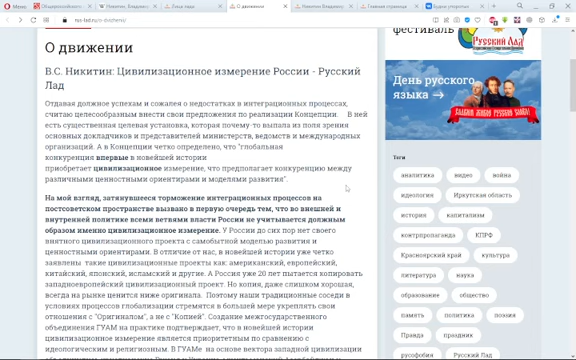 Меню
О движении
rus-lad.ru/o-dvizhenii/
О движении
В.С. Никитин: Цивилизационное измерение России - Русский
Лад
Отдавая должное успехам и сожалея о недостатках в интеграционных процессах,
считаю целесообразным внести свои предложения по реализации Концепции. В ней
есть существенная целевая установка, которая почему-то выпала из поля зрения
основных докладчиков и представителей министерств, ведомств и международных
организаций. А в Концепции четко определено, что "глобальная
конкуренция впервые в новейшей истории
приобретает цивилизационное измерение, что предполагает конкуренцию между
различными ценностными ориентирами и моделями развития".
На мой взгляд, затянувшееся торможение интеграционных процессов на
постсоветском пространстве вызвано в первую очередь тем, что во внешней и
внутренней политике всеми ветвями власти России не учитывается должным
образом именно цивилизационное измерение. У России до сих пор нет своего
внятного цивилизационного проекта с самобытной моделью развития и
ценностными ориентирами. В отличие от нас, в новейшей истории уже четко
заявлены такие цивилизационные проекты как: американский, европейский,
китайский, японский, исламский и другие. А Россия уже 20 лет пытается копировать
западноевропейский цивилизационный проект. Но копия, даже слишком хорошая,
всегда на рынке ценится ниже оригинала. Поэтому наши традиционные соседи в
условиях процессов глобализации стремятся в большей мере укреплять свои
отношения с "Оригиналом", а не с "Копией". Создание межгосударственного
объединения ГУАМ на практике подтверждает, что в новейшей истории
цивилизационное измерение является приоритетным по сравнению с
идеологическим и религиозным. В ГУАМе на основе вектора западной цивилизации
фестиваль
Русский Лад
День русского
языка →
Теги
аналитика видео война
идеология Иркутская область
история капитализм
контрпропаганда КПРФ
Красноярский край культура
литература наука
образование общество
память политика поэзия
Правда праздник
русофобия Русский Лад